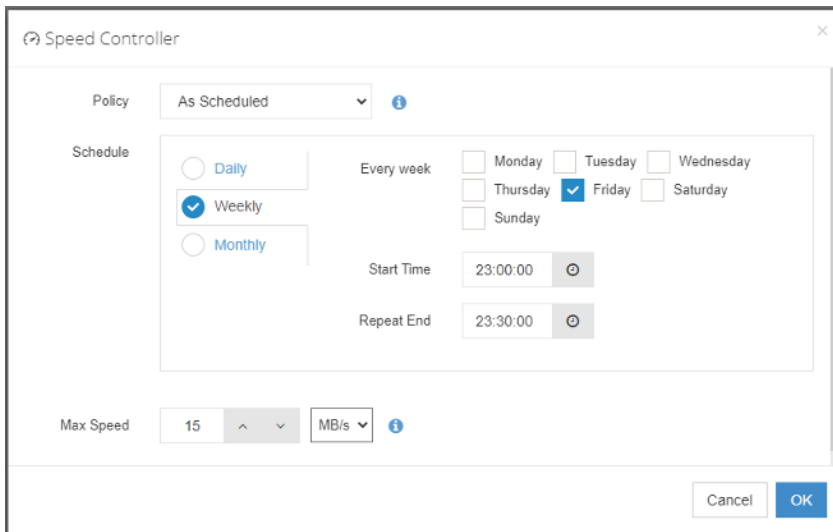 Speed Controller
×
Policy As Scheduled
Schedule
Daily Every week Monday Tuesday Wednesday
Weekly Thursday Friday Saturday
Sunday
Monthly
Start Time 23:00:00
Repeat End 23:30:00
Max Speed 15 MB/s
Cancel OK